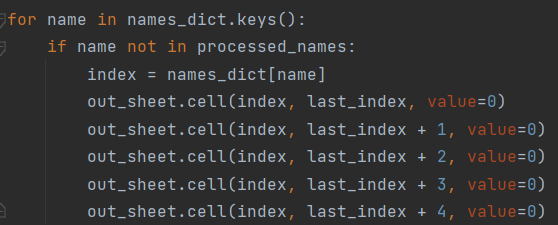 for name in names_dict.keys():
    if name not in processed_names:
        index = names_dict[name]
        out_sheet.cell(index, last_index, value=0)
        out_sheet.cell(index, last_index + 1, value=0)
        out_sheet.cell(index, last_index + 2, value=0)
        out_sheet.cell(index, last_index + 3, value=0)
        out_sheet.cell(index, last_index + 4, value=0)